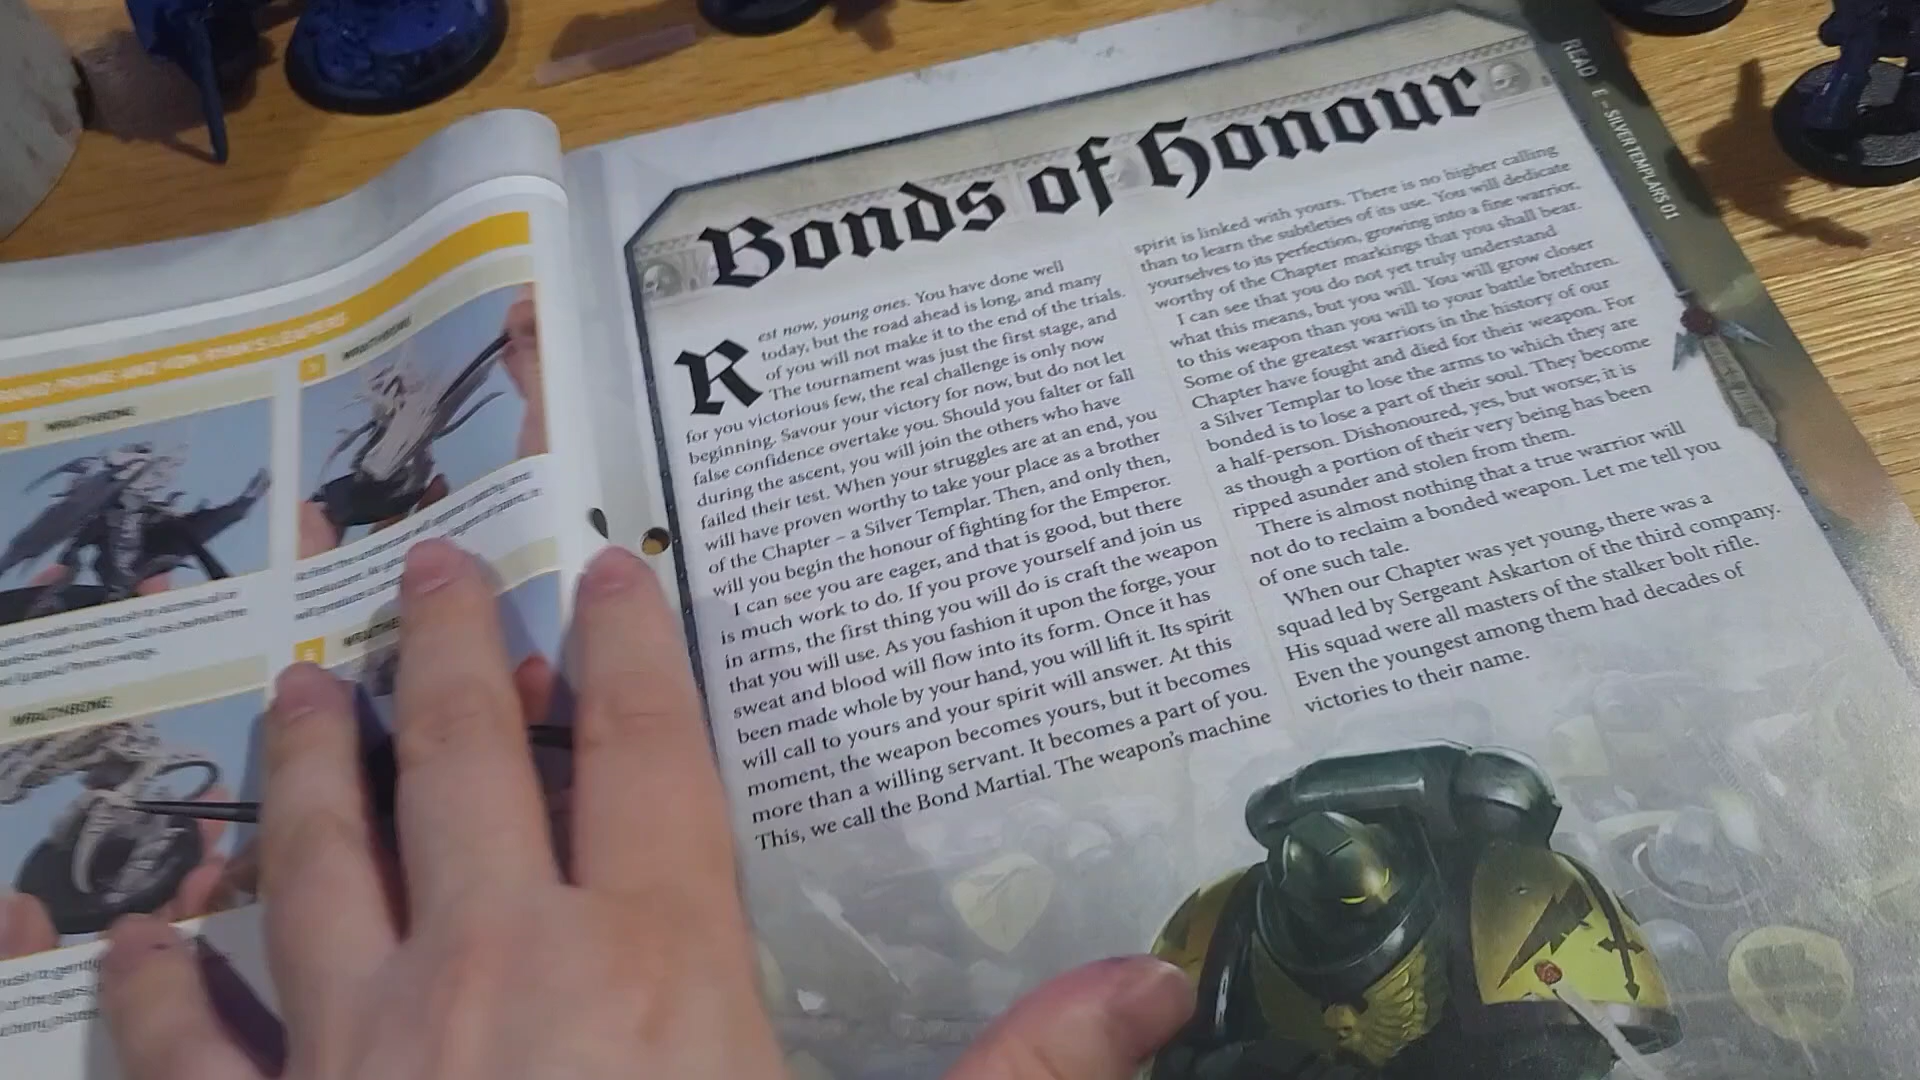 Bonds of Honour
READ
E – SILVER TEMPLARS 01
Rest now, young ones. You have done well
today, but the road ahead is long, and many
of you will not make it to the end of the trials.
The tournament was just the first stage, and
for you victorious few, the real challenge is only now
beginning. Savour your victory for now, but do not let
false confidence overtake you. Should you falter or fall
during the ascent, you will join the others who have
failed their test. When your struggles are at an end, you
will have proven worthy to take your place as a brother
of the Chapter – a Silver Templar. Then, and only then,
will you begin the honour of fighting for the Emperor.
I can see you are eager, and that is good, but there
is much work to do. If you prove yourself and join us
in arms, the first thing you will do is craft the weapon
that you will use. As you fashion it upon the forge, your
sweat and blood will flow into its form. Once it has
been made whole by your hand, you will lift it. Its spirit
will call to yours and your spirit will answer. At this
moment, the weapon becomes yours, but it becomes
more than a willing servant. It becomes a part of you.
This, we call the Bond Martial. The weapon's machine
spirit is linked with yours. There is no higher calling
than to learn the subtleties of its use. You will dedicate
yourselves to its perfection, growing into a fine warrior,
worthy of the Chapter markings that you shall bear.
I can see that you do not yet truly understand
what this means, but you will. You will grow closer
to this weapon than you will to your battle brethren.
Some of the greatest warriors in the history of our
Chapter have fought and died for their weapon. For
a Silver Templar to lose the arms to which they are
bonded is to lose a part of their soul. They become
a half-person. Dishonoured, yes, but worse; it is
as though a portion of their very being has been
ripped asunder and stolen from them.
There is almost nothing that a true warrior will
not do to reclaim a bonded weapon. Let me tell you
of one such tale.
When our Chapter was yet young, there was a
squad led by Sergeant Askarton of the third company.
His squad were all masters of the stalker bolt rifle.
Even the youngest among them had decades of
victories to their name.
WRAITHBONE
WRAITHBONE
WRAITHBONE